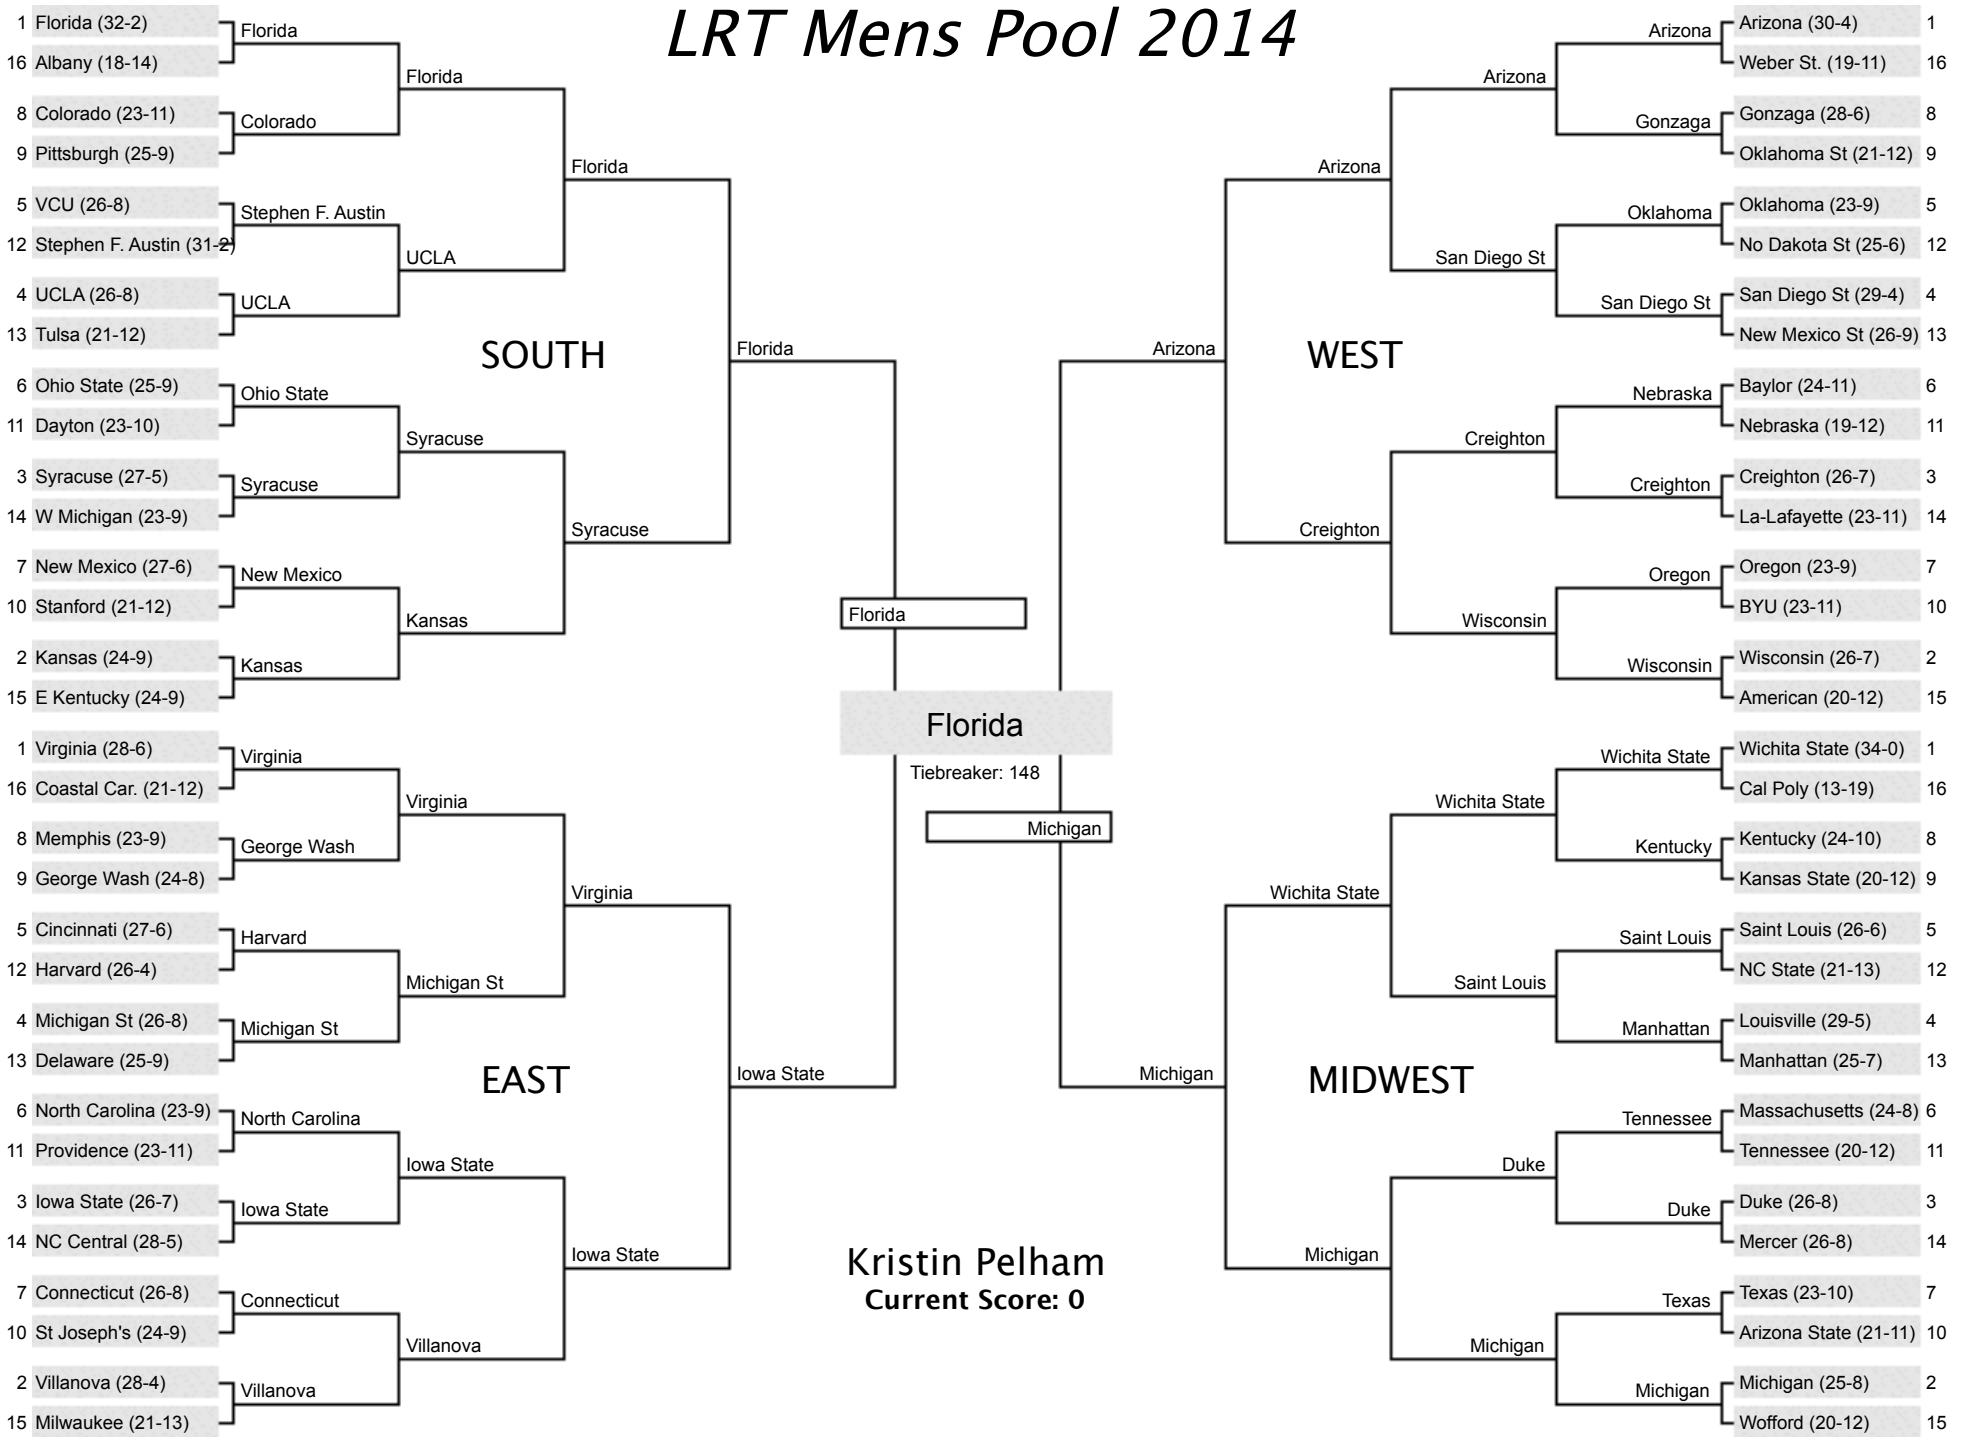 LRT Mens Pool 2014
1 Florida (32-2)
16 Albany (18-14)
8 Colorado (23-11)
9 Pittsburgh (25-9)
5 VCU (26-8)
12 Stephen F. Austin (31-2)
4 UCLA (26-8)
13 Tulsa (21-12)
6 Ohio State (25-9)
11 Dayton (23-10)
3 Syracuse (27-5)
14 W Michigan (23-9)
7 New Mexico (27-6)
10 Stanford (21-12)
2 Kansas (24-9)
15 E Kentucky (24-9)
Florida
Colorado
Stephen F. Austin
UCLA
Ohio State
Syracuse
New Mexico
Kansas
Florida
UCLA
Syracuse
Kansas
Florida
Syracuse
SOUTH
Florida
1 Virginia (28-6)
16 Coastal Car. (21-12)
8 Memphis (23-9)
9 George Wash (24-8)
5 Cincinnati (27-6)
12 Harvard (26-4)
4 Michigan St (26-8)
13 Delaware (25-9)
6 North Carolina (23-9)
11 Providence (23-11)
3 Iowa State (26-7)
14 NC Central (28-5)
7 Connecticut (26-8)
10 St Joseph's (24-9)
2 Villanova (28-4)
15 Milwaukee (21-13)
Virginia
George Wash
Harvard
Michigan St
North Carolina
Iowa State
Connecticut
Villanova
Virginia
Michigan St
Iowa State
Villanova
Virginia
Iowa State
EAST
Iowa State
Florida
Florida
Tiebreaker: 148
Michigan
Kristin Pelham
Current Score: 0
Arizona
WEST
Arizona
Creighton
Arizona
San Diego St
Creighton
Wisconsin
Arizona
Gonzaga
Oklahoma
San Diego St
Nebraska
Creighton
Oregon
Wisconsin
Arizona (30-4) 1
Weber St. (19-11) 16
Gonzaga (28-6) 8
Oklahoma St (21-12) 9
Oklahoma (23-9) 5
No Dakota St (25-6) 12
San Diego St (29-4) 4
New Mexico St (26-9) 13
Baylor (24-11) 6
Nebraska (19-12) 11
Creighton (26-7) 3
La-Lafayette (23-11) 14
Oregon (23-9) 7
BYU (23-11) 10
Wisconsin (26-7) 2
American (20-12) 15
Michigan
MIDWEST
Wichita State
Michigan
Wichita State
Saint Louis
Duke
Michigan
Wichita State
Kentucky
Saint Louis
Manhattan
Tennessee
Duke
Texas
Michigan
Wichita State (34-0) 1
Cal Poly (13-19) 16
Kentucky (24-10) 8
Kansas State (20-12) 9
Saint Louis (26-6) 5
NC State (21-13) 12
Louisville (29-5) 4
Manhattan (25-7) 13
Massachusetts (24-8) 6
Tennessee (20-12) 11
Duke (26-8) 3
Mercer (26-8) 14
Texas (23-10) 7
Arizona State (21-11) 10
Michigan (25-8) 2
Wofford (20-12) 15